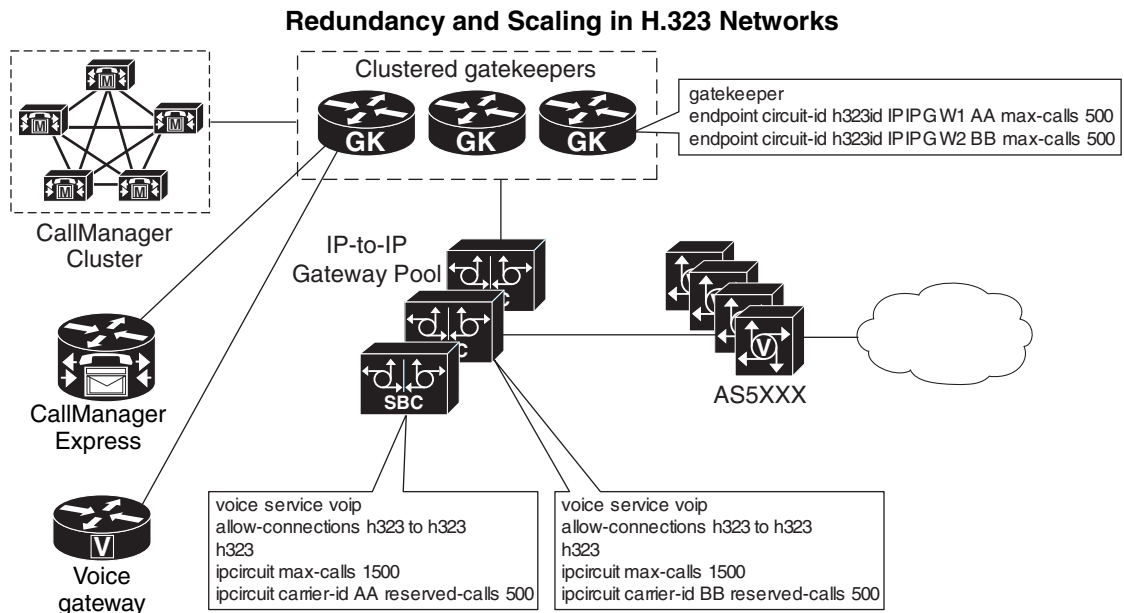 Redundancy and Scaling in H.323 Networks
Clustered gatekeepers
GK
GK
GK
gatekeeper
endpoint circuit-id h323id IPIPGW1 AA max-calls 500
endpoint circuit-id h323id IPIPGW2 BB max-calls 500
M
M
M
M
M
CallManager
Cluster
IP-to-IP
Gateway Pool
C
C
SBC
V
AS5XXX
CallManager
Express
V
Voice
gateway
voice service voip
allow-connections h323 to h323
h323
ipcircuit max-calls 1500
ipcircuit carrier-id AA reserved-calls 500
voice service voip
allow-connections h323 to h323
h323
ipcircuit max-calls 1500
ipcircuit carrier-id BB reserved-calls 500